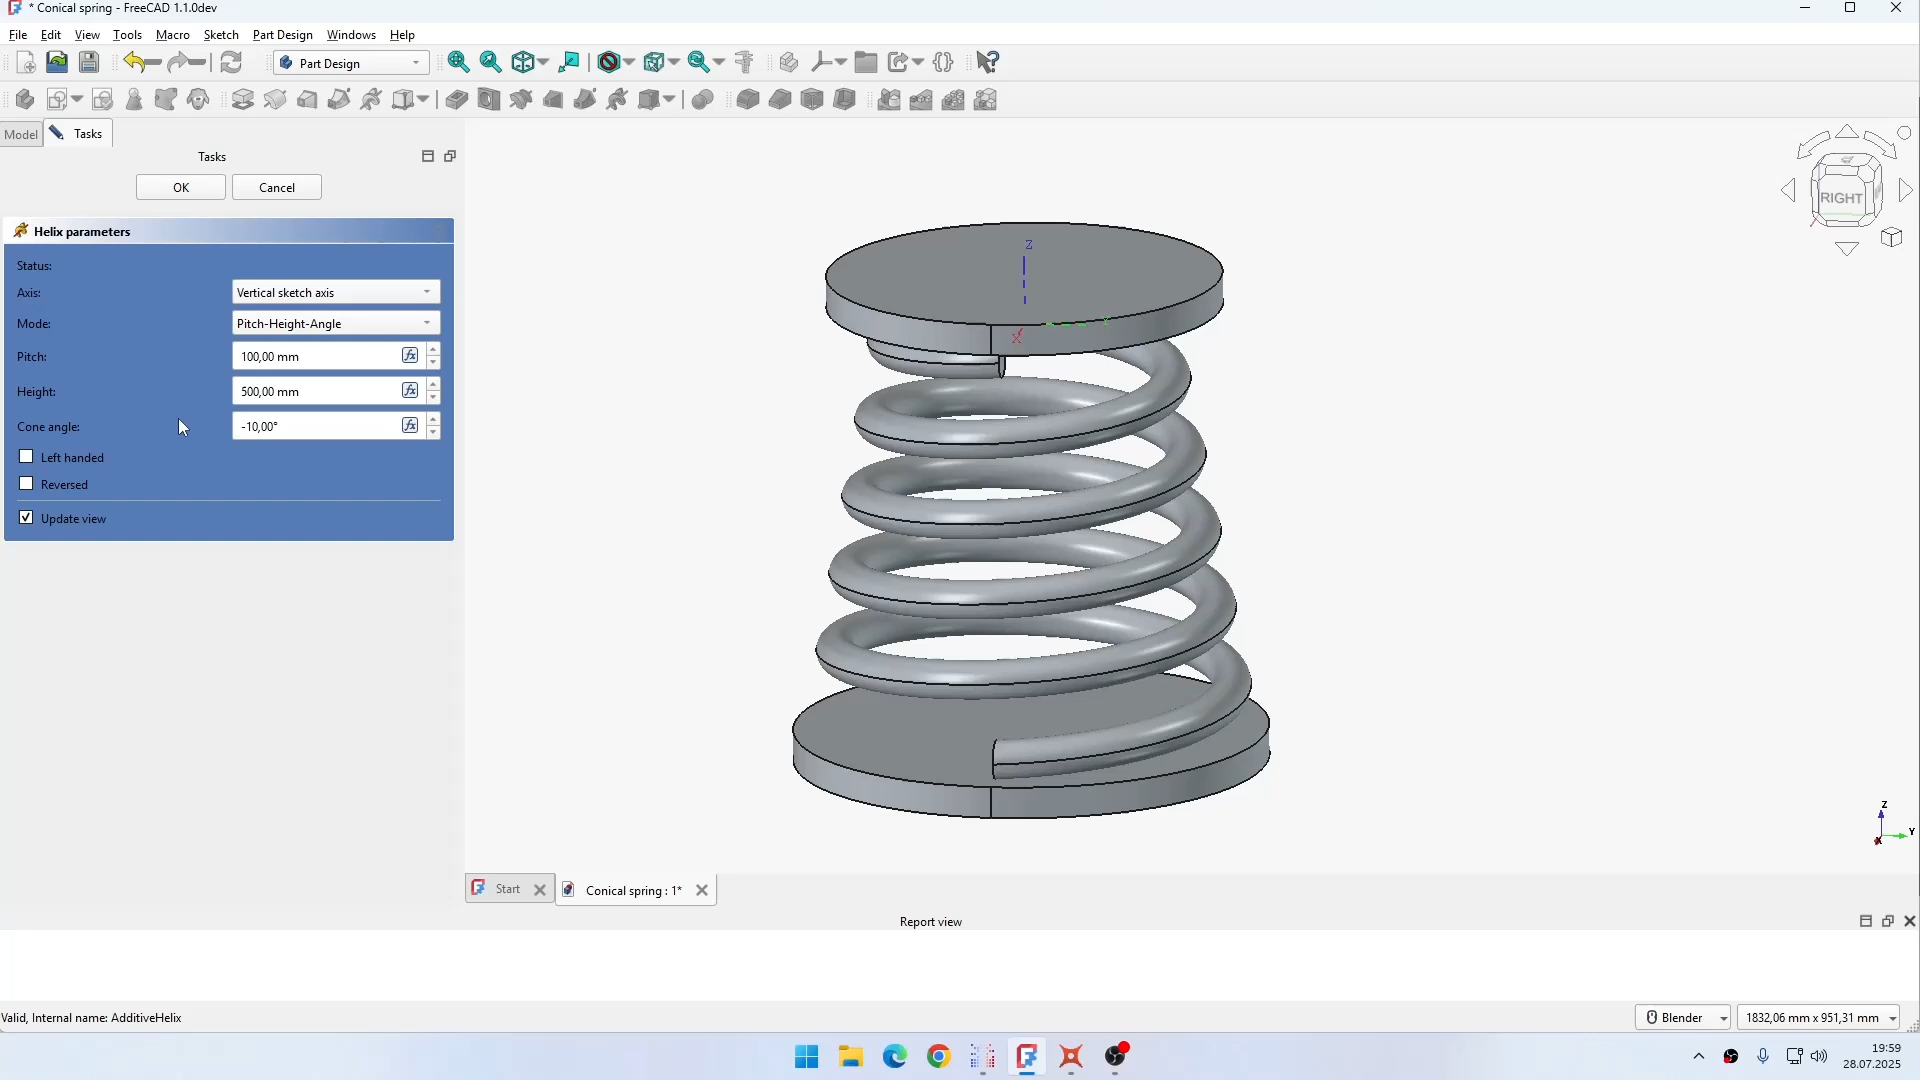 * Conical spring - FreeCAD 1.1.0dev
File Edit View Tools Macro Sketch Part Design Windows Help
Part Design
Model Tasks
Tasks
OK Cancel
Helix parameters
Status:
Axis: Vertical sketch axis
Mode: Pitch-Height-Angle
Pitch: 100,00 mm
Height: 500,00 mm
Cone angle: -10,00°
Left handed
Reversed
Update view
Z
Y
X
RIGHT
Z
Y
X
Start Conical spring : 1*
Report view
Valid, Internal name: AdditiveHelix
Blender 1832,06 mm x 951,31 mm
19:59
28.07.2025